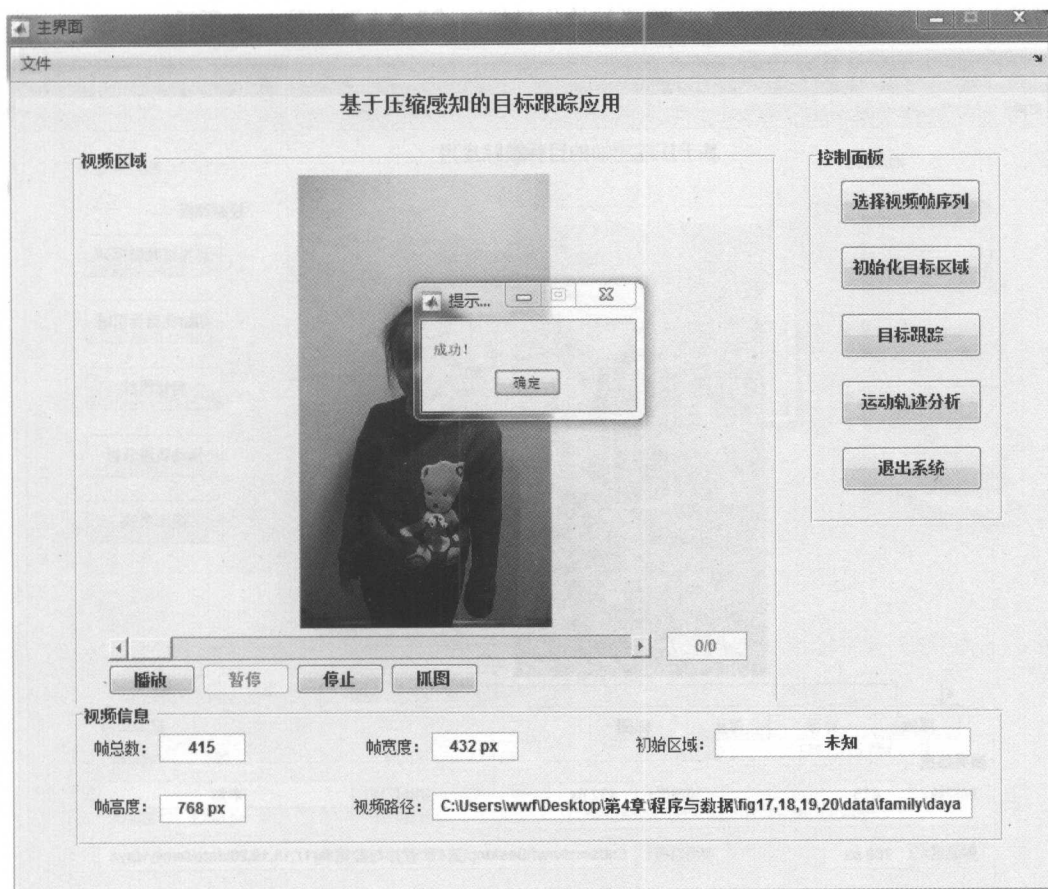 主界面
文件
基于压缩感知的目标跟踪应用
视频区域
控制面板
选择视频帧序列
初始化目标区域
目标跟踪
运动轨迹分析
退出系统
提示...
成功!
确定
0/0
播放 暂停 停止 抓图
视频信息
帧总数: 415 帧宽度: 432 px 初始区域: 未知
帧高度: 768 px 视频路径: C:\Users\wwf\Desktop\第4章\程序与数据\fig17,18,19,20\data\family\daya